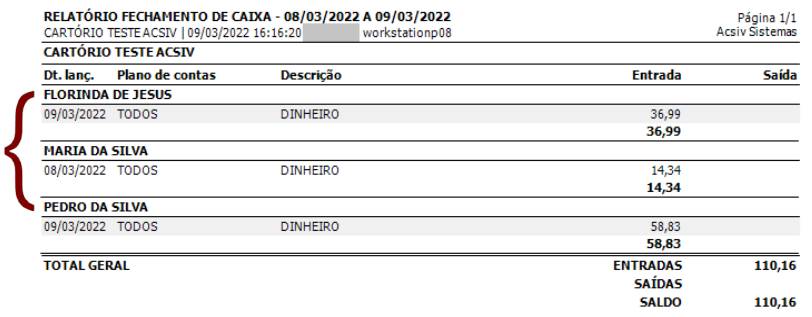 RELATÓRIO FECHAMENTO DE CAIXA - 08/03/2022 A 09/03/2022 Página 1/1
CARTÓRIO TESTE ACSIV | 09/03/2022 16:16:20 workstationp08 Acsiv Sistemas
CARTÓRIO TESTE ACSIV
Dt. lanç. Plano de contas Descrição Entrada Saída
FLORINDA DE JESUS
09/03/2022 TODOS DINHEIRO 36,99
36,99
MARIA DA SILVA
08/03/2022 TODOS DINHEIRO 14,34
14,34
PEDRO DA SILVA
09/03/2022 TODOS DINHEIRO 58,83
58,83
TOTAL GERAL ENTRADAS 110,16
SAÍDAS
SALDO 110,16